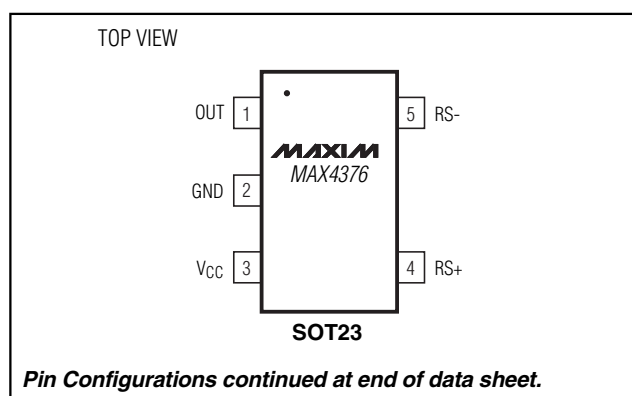 TOP VIEW
OUT 1
5 RS-
MAXIM
MAX4376
GND 2
VCC 3
4 RS+
SOT23
Pin Configurations continued at end of data sheet.